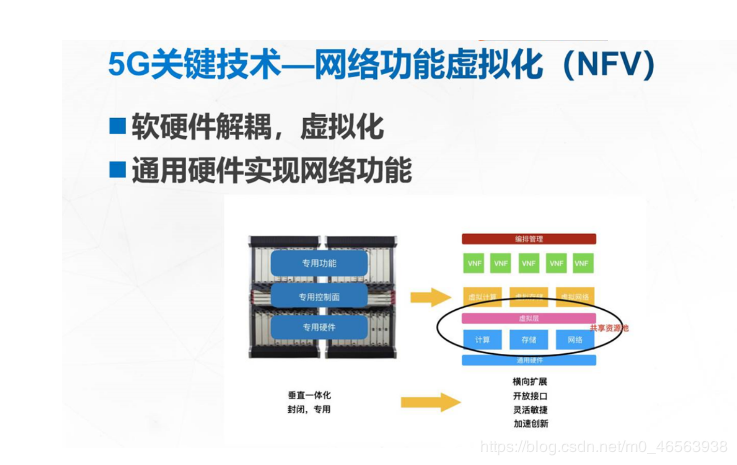 5G关键技术—网络功能虚拟化（NFV）
软硬件解耦，虚拟化
通用硬件实现网络功能
专用功能
专用控制面
专用硬件
编排管理
VNF VNF VNF VNF VNF
虚拟计算 虚拟网络
虚拟层
共享资源池
计算 存储 网络
通用硬件
垂直一体化
封闭，专用
横向扩展
开放接口
灵活敏捷
加速创新
https://blog.csdn.net/m0_46563938